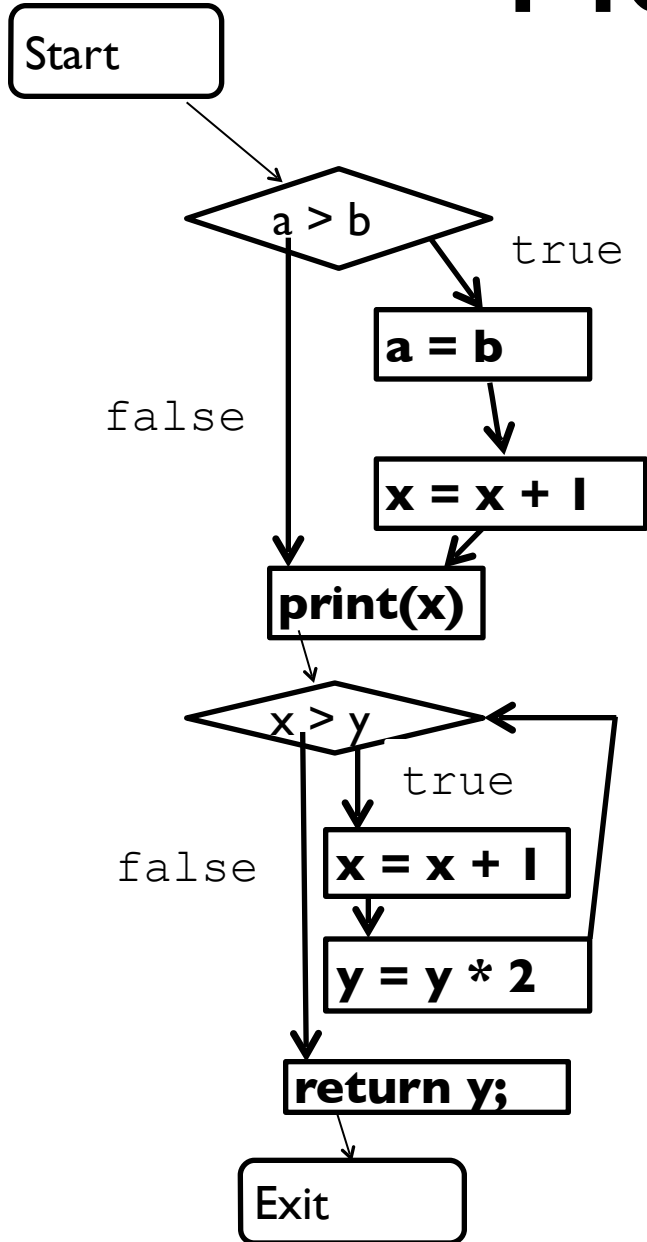 Start
a > b
true
a = b
false
x = x + 1
print(x)
x > y
true
false
x = x + 1
y = y * 2
return y;
Exit